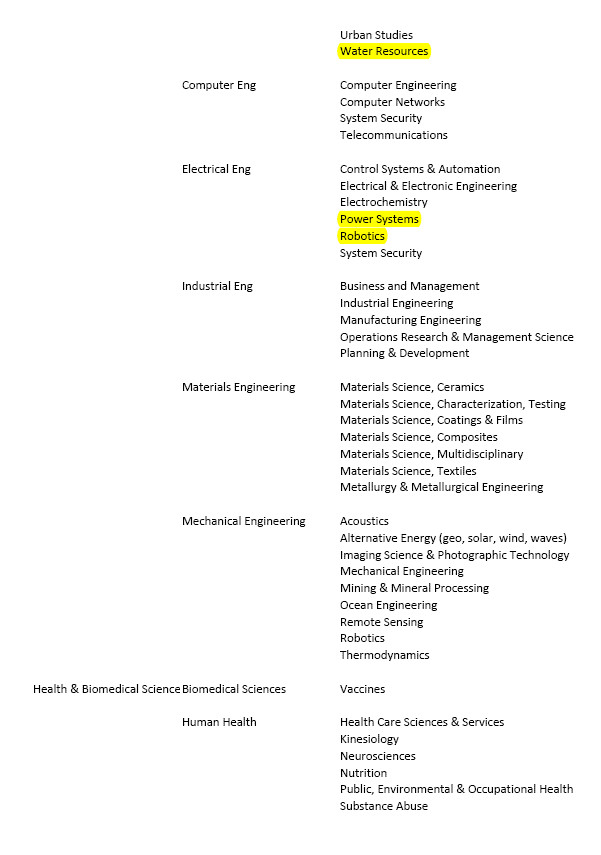 Urban Studies
Water Resources
Computer Eng Computer Engineering
Computer Networks
System Security
Telecommunications
Electrical Eng Control Systems & Automation
Electrical & Electronic Engineering
Electrochemistry
Power Systems
Robotics
System Security
Industrial Eng Business and Management
Industrial Engineering
Manufacturing Engineering
Operations Research & Management Science
Planning & Development
Materials Engineering Materials Science, Ceramics
Materials Science, Characterization, Testing
Materials Science, Coatings & Films
Materials Science, Composites
Materials Science, Multidisciplinary
Materials Science, Textiles
Metallurgy & Metallurgical Engineering
Mechanical Engineering Acoustics
Alternative Energy (geo, solar, wind, waves)
Imaging Science & Photographic Technology
Mechanical Engineering
Mining & Mineral Processing
Ocean Engineering
Remote Sensing
Robotics
Thermodynamics
Health & Biomedical Science Biomedical Sciences Vaccines
Human Health Health Care Sciences & Services
Kinesiology
Neurosciences
Nutrition
Public, Environmental & Occupational Health
Substance Abuse